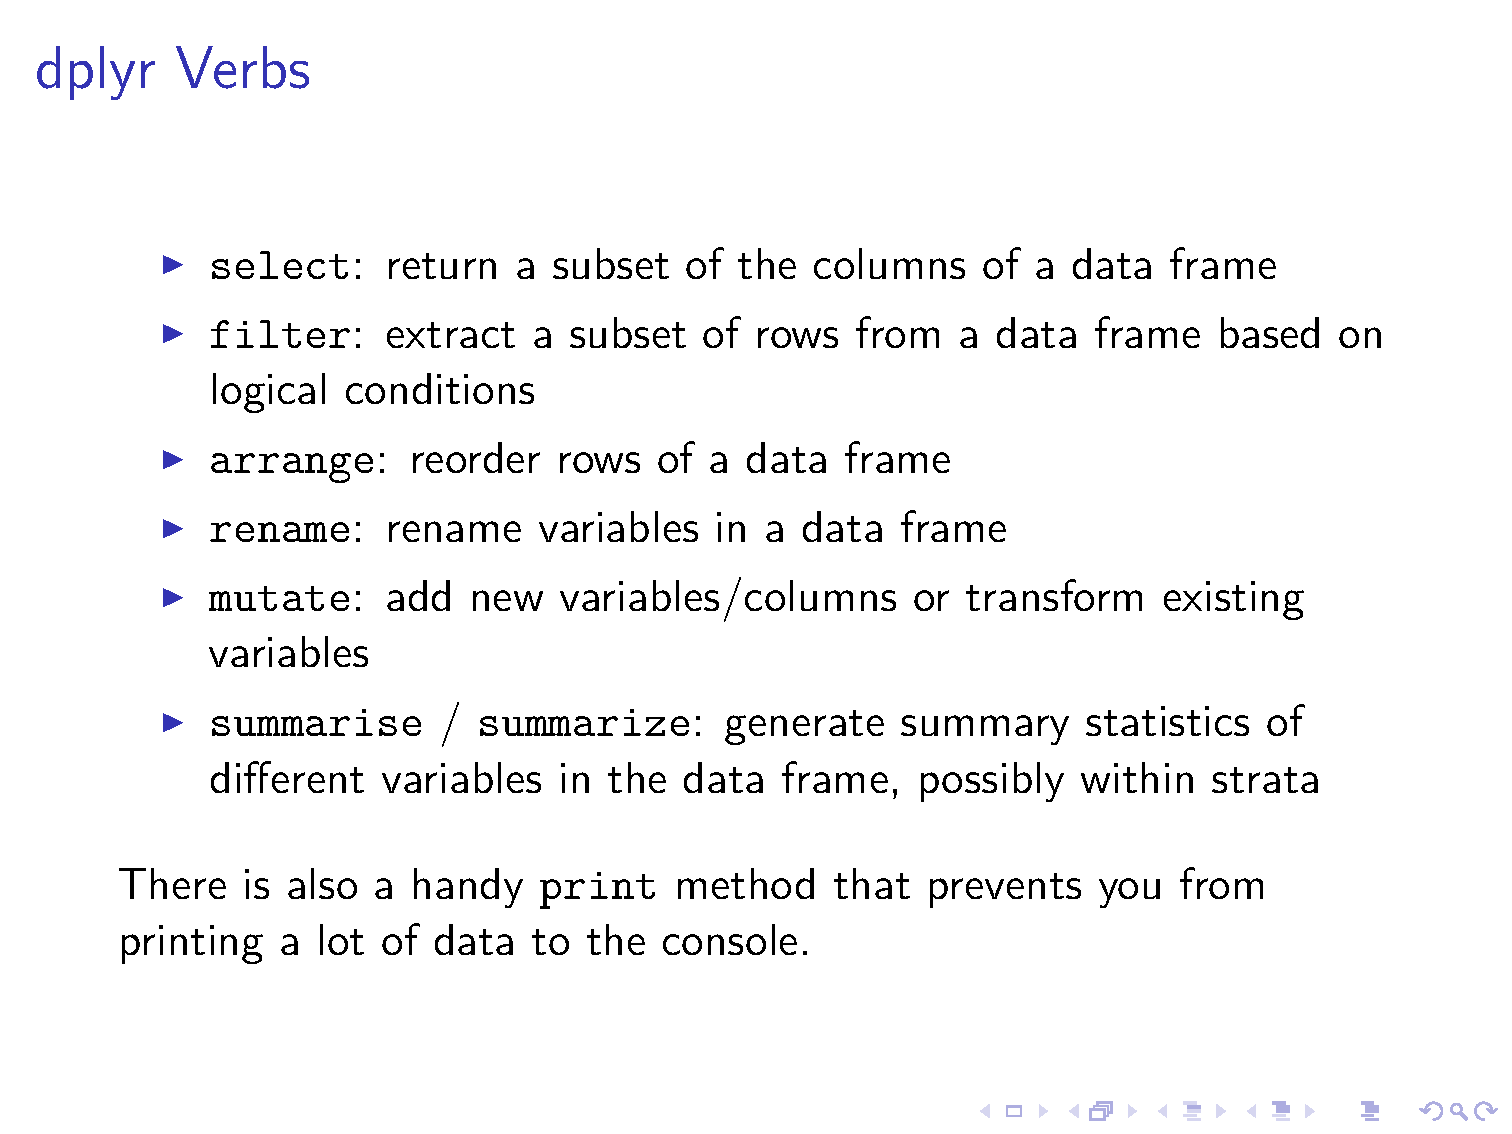 dplyr Verbs
select: return a subset of the columns of a data frame
filter: extract a subset of rows from a data frame based on
logical conditions
arrange: reorder rows of a data frame
rename: rename variables in a data frame
mutate: add new variables/columns or transform existing
variables
summarise / summarize: generate summary statistics of
different variables in the data frame, possibly within strata
There is also a handy print method that prevents you from
printing a lot of data to the console.